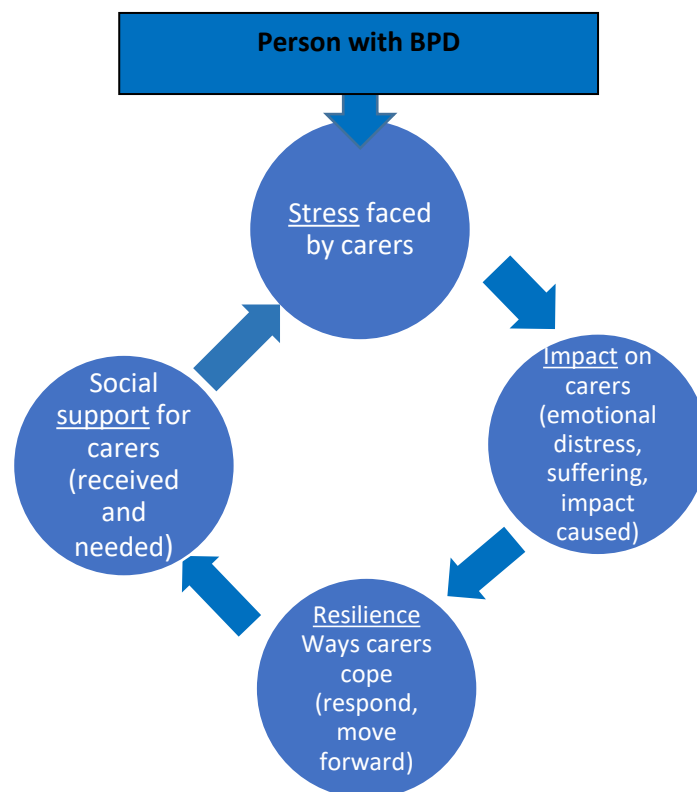 Person with BPD
Stress faced
by carers
Impact on
carers
(emotional
distress,
suffering,
impact
caused)
Resilience
Ways carers
cope
(respond,
move
forward)
Social
support for
carers
(received
and
needed)